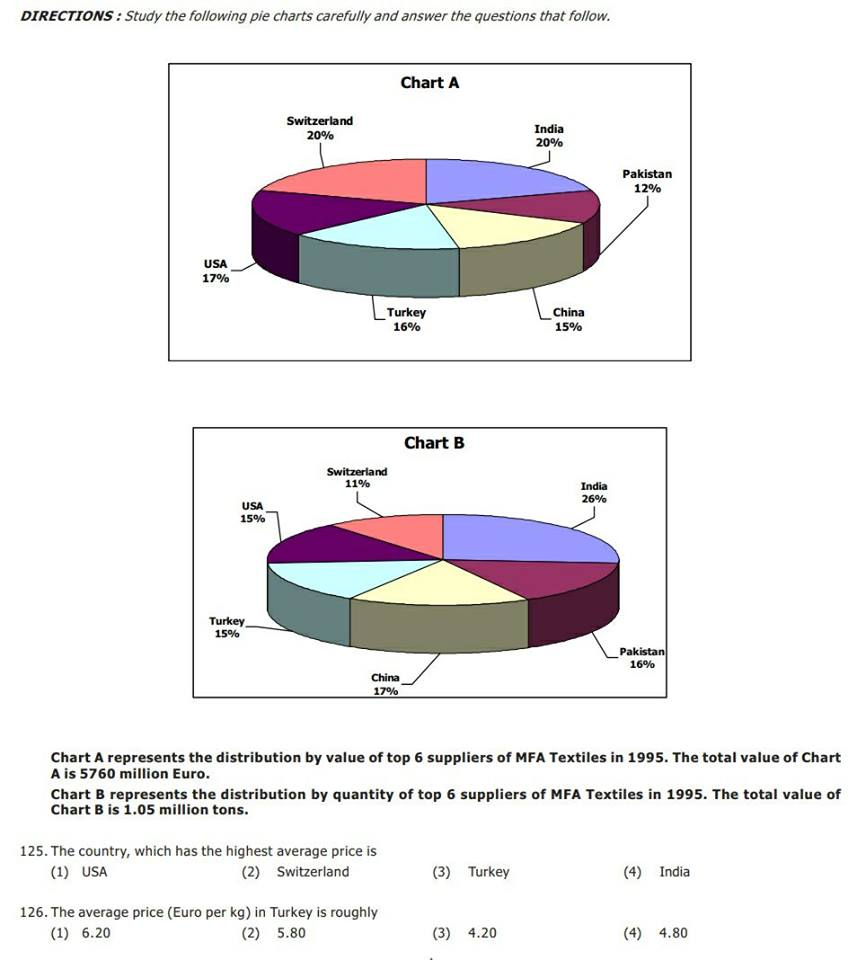 DIRECTIONS : Study the following pie charts carefully and answer the questions that follow.
Chart A
Switzerland
20%
India
20%
Pakistan
12%
USA
17%
Turkey
16%
China
15%
Chart B
Switzerland
11%
India
26%
USA
15%
Turkey
15%
Pakistan
16%
China
17%
Chart A represents the distribution by value of top 6 suppliers of MFA Textiles in 1995. The total value of Chart
A is 5760 million Euro.
Chart B represents the distribution by quantity of top 6 suppliers of MFA Textiles in 1995. The total value of
Chart B is 1.05 million tons.
125. The country, which has the highest average price is
(1) USA (2) Switzerland (3) Turkey (4) India
126. The average price (Euro per kg) in Turkey is roughly
(1) 6.20 (2) 5.80 (3) 4.20 (4) 4.80